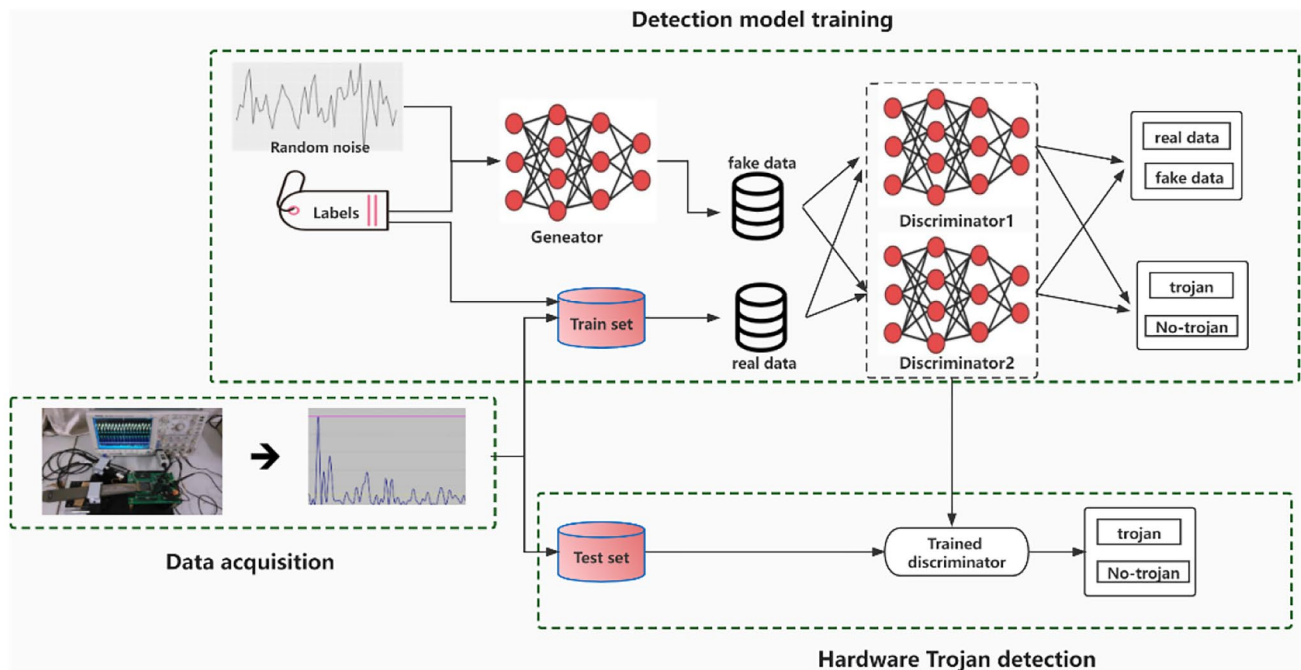 Detection model training
Random noise
Labels
Geneator
fake data
Train set
real data
Discriminator1
Discriminator2
real data
fake data
trojan
No-trojan
Data acquisition
Test set
Trained
discriminator
trojan
No-trojan
Hardware Trojan detection